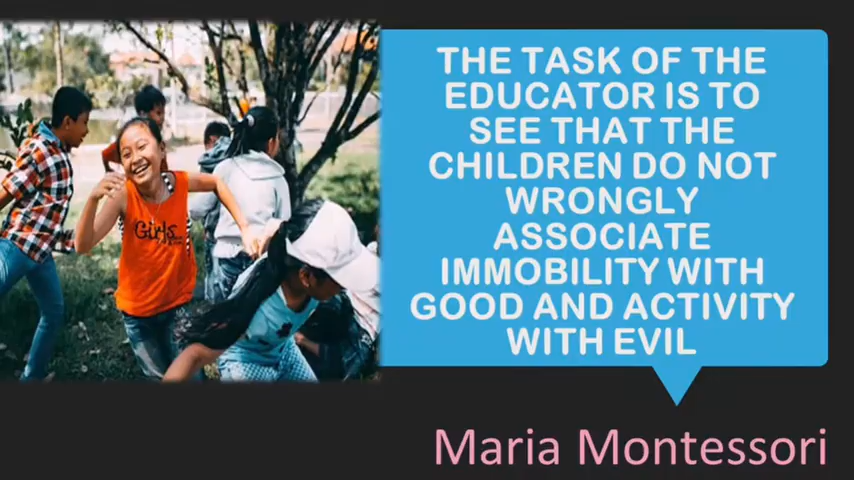 THE TASK OF THE
EDUCATOR IS TO
SEE THAT THE
CHILDREN DO NOT
WRONGLY
ASSOCIATE
IMMOBILITY WITH
GOOD AND ACTIVITY
WITH EVIL
Maria Montessori
Girls